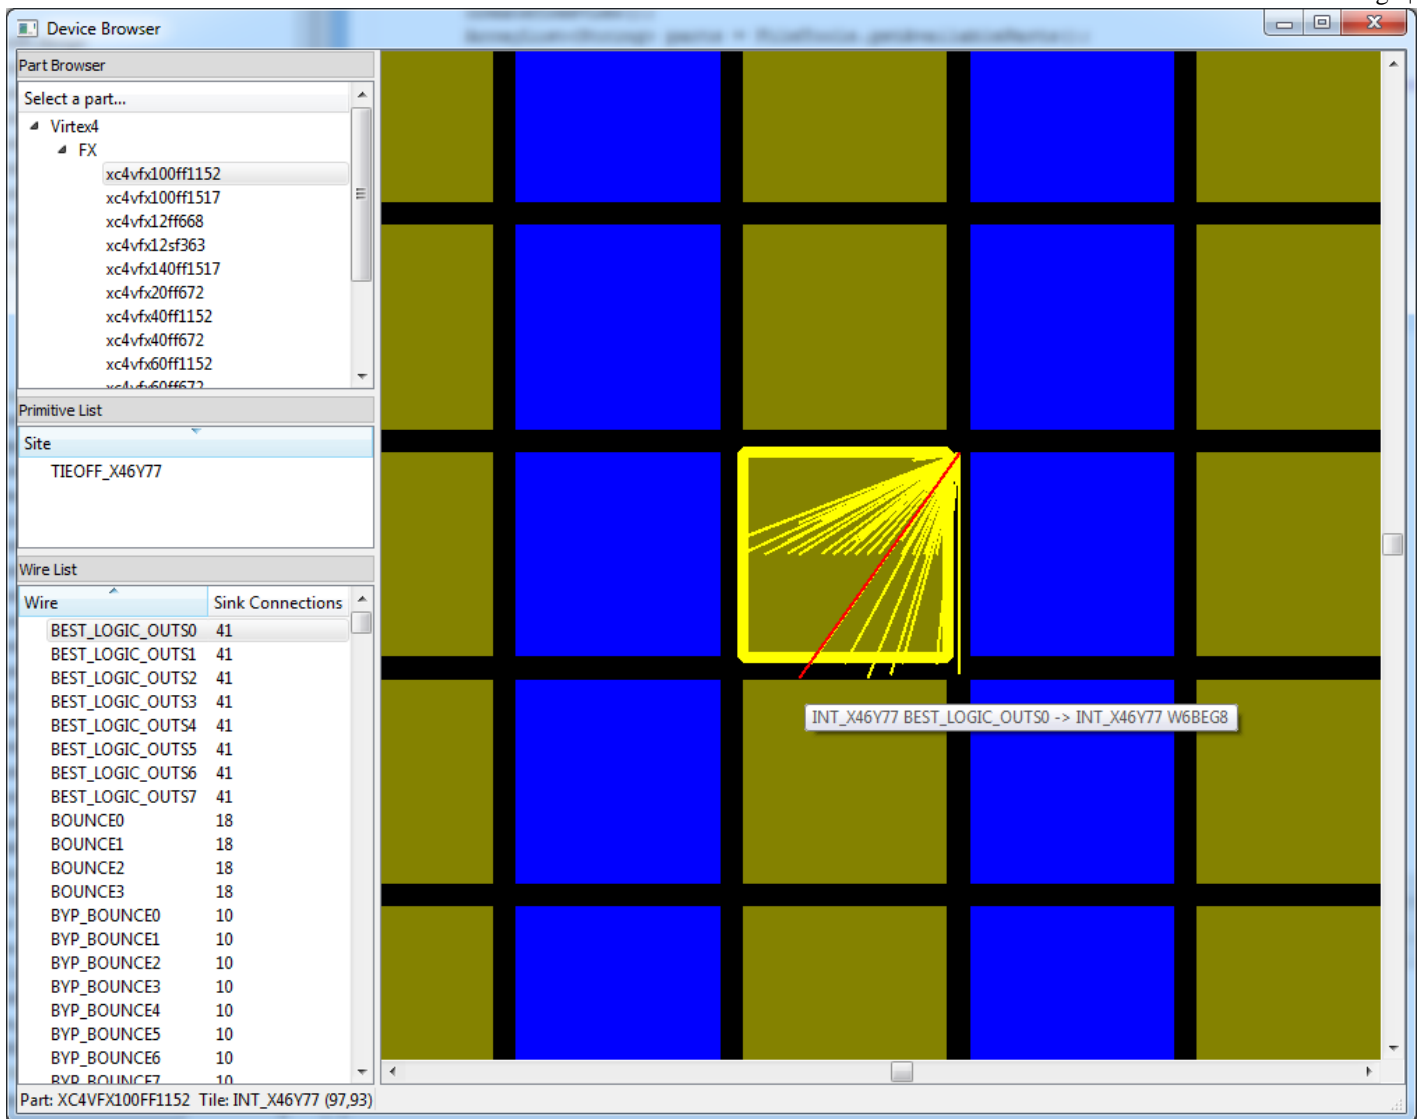 Device Browser
Part Browser
Select a part...
Virtex4
FX
xc4vfx100ff1152
xc4vfx100ff1517
xc4vfx12ff668
xc4vfx12sf363
xc4vfx140ff1517
xc4vfx20ff672
xc4vfx40ff1152
xc4vfx40ff672
xc4vfx60ff1152
xc4vfx60ff672
Primitive List
Site
TIEOFF_X46Y77
Wire List
Wire Sink Connections
BEST_LOGIC_OUTS0 41
BEST_LOGIC_OUTS1 41
BEST_LOGIC_OUTS2 41
BEST_LOGIC_OUTS3 41
BEST_LOGIC_OUTS4 41
BEST_LOGIC_OUTS5 41
BEST_LOGIC_OUTS6 41
BEST_LOGIC_OUTS7 41
BOUNCE0 18
BOUNCE1 18
BOUNCE2 18
BOUNCE3 18
BYP_BOUNCE0 10
BYP_BOUNCE1 10
BYP_BOUNCE2 10
BYP_BOUNCE3 10
BYP_BOUNCE4 10
BYP_BOUNCE5 10
BYP_BOUNCE6 10
BYP_BOUNCE7 10
INT_X46Y77 BEST_LOGIC_OUTS0 -> INT_X46Y77 W6BEG8
Part: XC4VFX100FF1152 Tile: INT_X46Y77 (97,93)